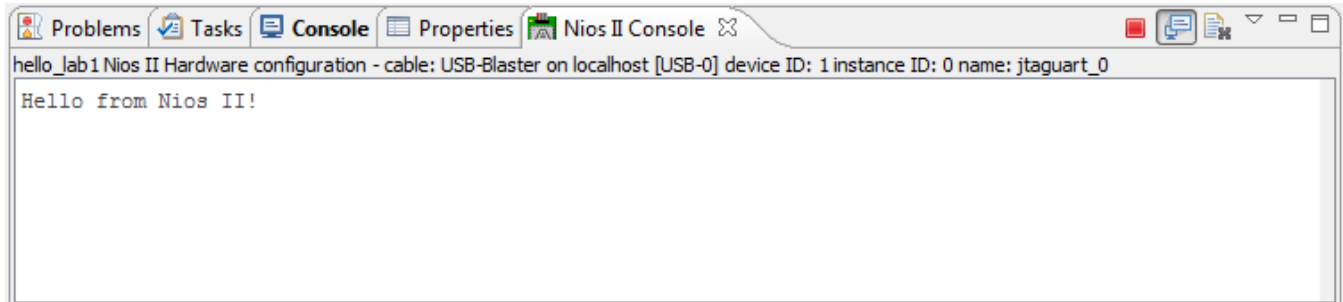 Problems Tasks Console Properties Nios II Console
hello_lab1 Nios II Hardware configuration - cable: USB-Blaster on localhost [USB-0] device ID: 1 instance ID: 0 name: jtaguart_0
Hello from Nios II!